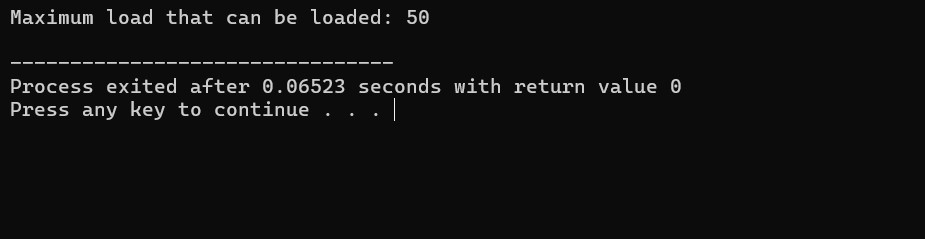 Maximum load that can be loaded: 50
--------------------------------
Process exited after 0.06523 seconds with return value 0
Press any key to continue . . .